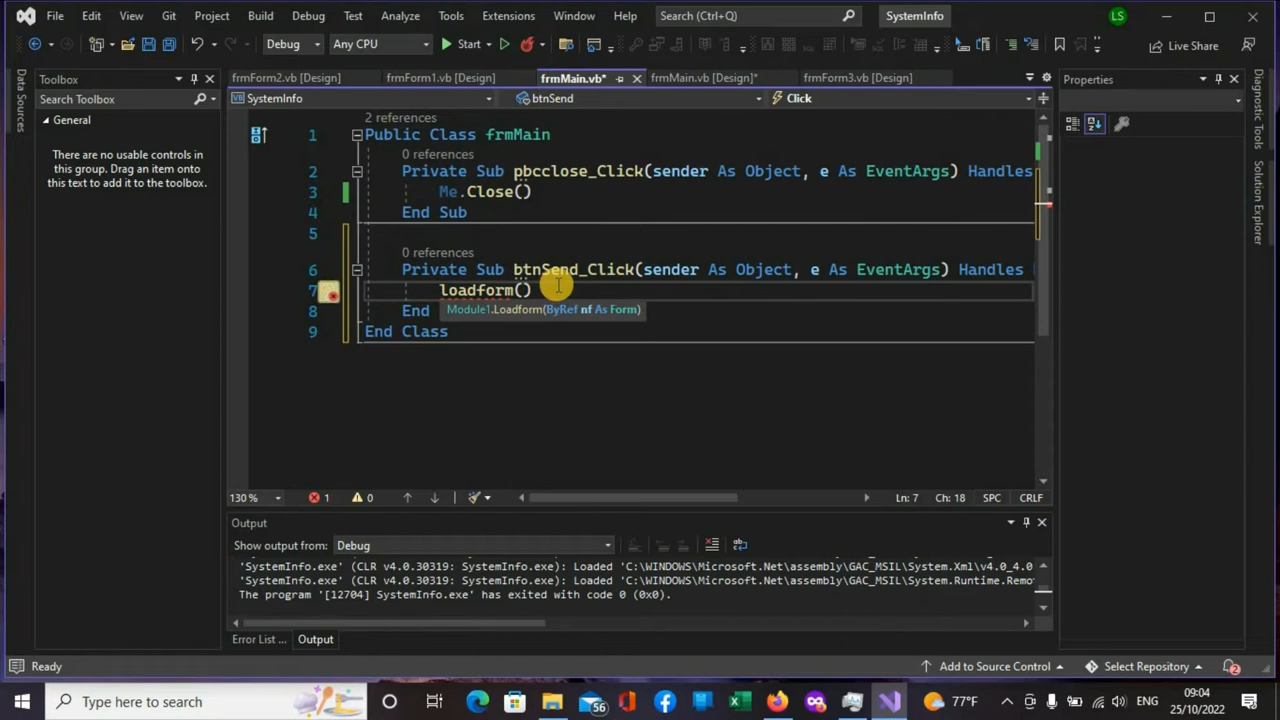 File Edit View Git Project Build Debug Test Analyze Tools Extensions Window Help Search (Ctrl+Q) SystemInfo LS
Debug Any CPU Start Live Share
Data Sources
Toolbox
Search Toolbox
General
There are no usable controls in
this group. Drag an item onto
this text to add it to the toolbox.
frmForm2.vb [Design] frmForm1.vb [Design] frmMain.vb* frmMain.vb [Design]* frmForm3.vb [Design]
VB SystemInfo btnSend Click
2 references
1 Public Class frmMain
0 references
2 Private Sub pbcclose_Click(sender As Object, e As EventArgs) Handles
3 Me.Close()
4 End Sub
5
0 references
6 Private Sub btnSend_Click(sender As Object, e As EventArgs) Handles
7 loadform()
Module1.Loadform(ByRef nf As Form)
8 End
9 End Class
130 % 1 0 Ln: 7 Ch: 18 SPC CRLF
Output
Show output from: Debug
'SystemInfo.exe' (CLR v4.0.30319: SystemInfo.exe): Loaded 'C:\WINDOWS\Microsoft.Net\assembly\GAC_MSIL\System.Xml\v4.0_4.0
'SystemInfo.exe' (CLR v4.0.30319: SystemInfo.exe): Loaded 'C:\WINDOWS\Microsoft.Net\assembly\GAC_MSIL\System.Runtime.Remo
The program '[12704] SystemInfo.exe' has exited with code 0 (0x0).
Error List ... Output
Properties
Diagnostic Tools
Solution Explorer
Ready Add to Source Control Select Repository 2
Type here to search 56 77°F ENG 09:04
25/10/2022